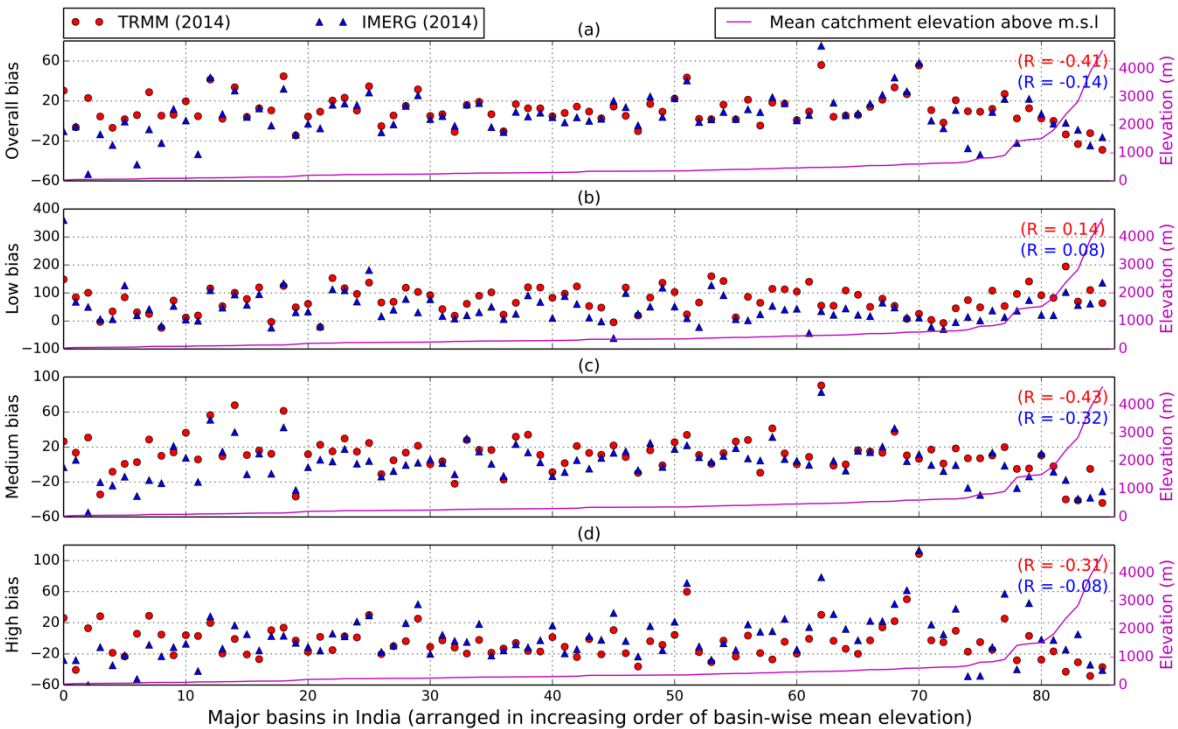 TRMM (2014) IMERG (2014) Mean catchment elevation above m.s.l
(a)
Overall bias
60
20
−20
−60
(R = -0.41)
(R = -0.14)
4000
3000
2000
1000
0
Elevation (m)
(b)
Low bias
400
300
200
100
0
−100
(R = 0.14)
(R = 0.08)
4000
3000
2000
1000
0
Elevation (m)
(c)
Medium bias
100
60
20
−20
−60
(R = -0.43)
(R = -0.32)
4000
3000
2000
1000
0
Elevation (m)
(d)
High bias
100
60
20
−20
−60
(R = -0.31)
(R = -0.08)
4000
3000
2000
1000
0
Elevation (m)
0 10 20 30 40 50 60 70 80
Major basins in India (arranged in increasing order of basin-wise mean elevation)